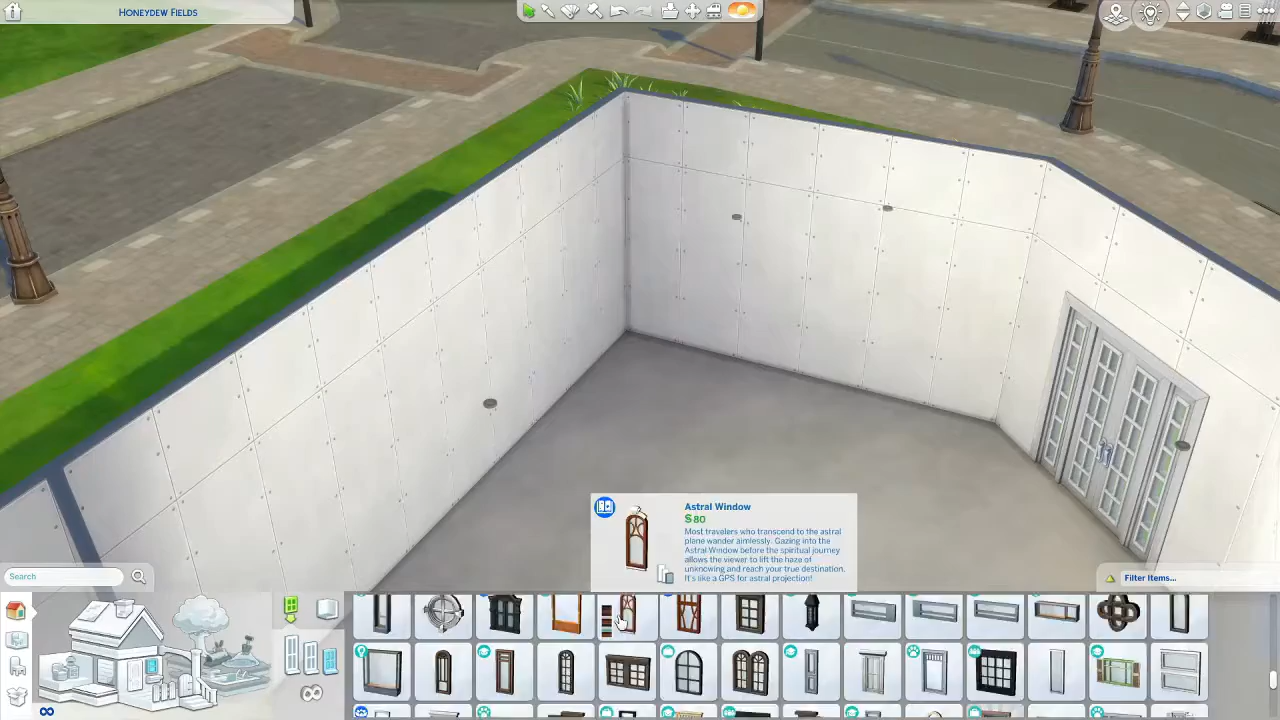 Honeydew Fields
Astral Window
§80
Most travelers who transcend to the astral
plane wander aimlessly. Gazing into the
Astral Window before the spiritual journey
allows the viewer to lift the haze of
unknowing and reach your true destination.
It's like a GPS for astral projection!
Search
Filter Items...